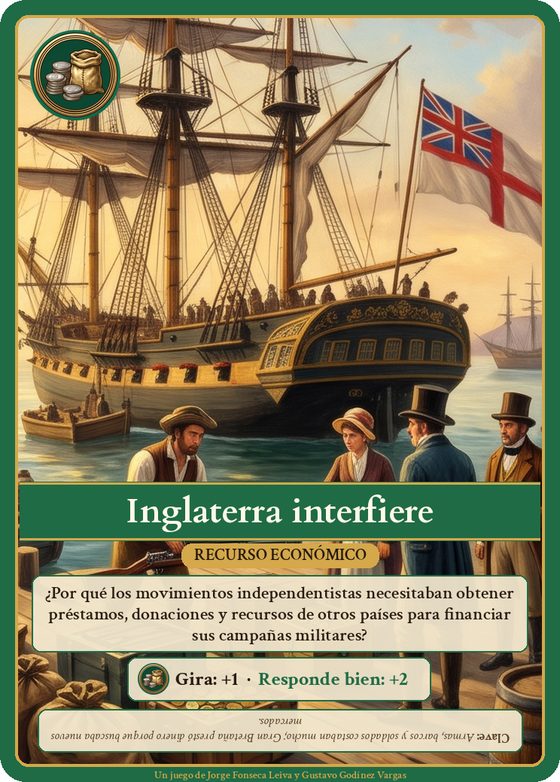 Inglaterra interfiere
RECURSO ECONÓMICO
¿Por qué los movimientos independentistas necesitaban obtener
préstamos, donaciones y recursos de otros países para financiar
sus campañas militares?
Gira: +1 · Responde bien: +2
Clave: Armas, barcos y soldados costaban mucho; Gran Bretaña prestó dinero porque buscaba nuevos
mercados.
Un juego de Jorge Fonseca Leiva y Gustavo Godínez Vargas